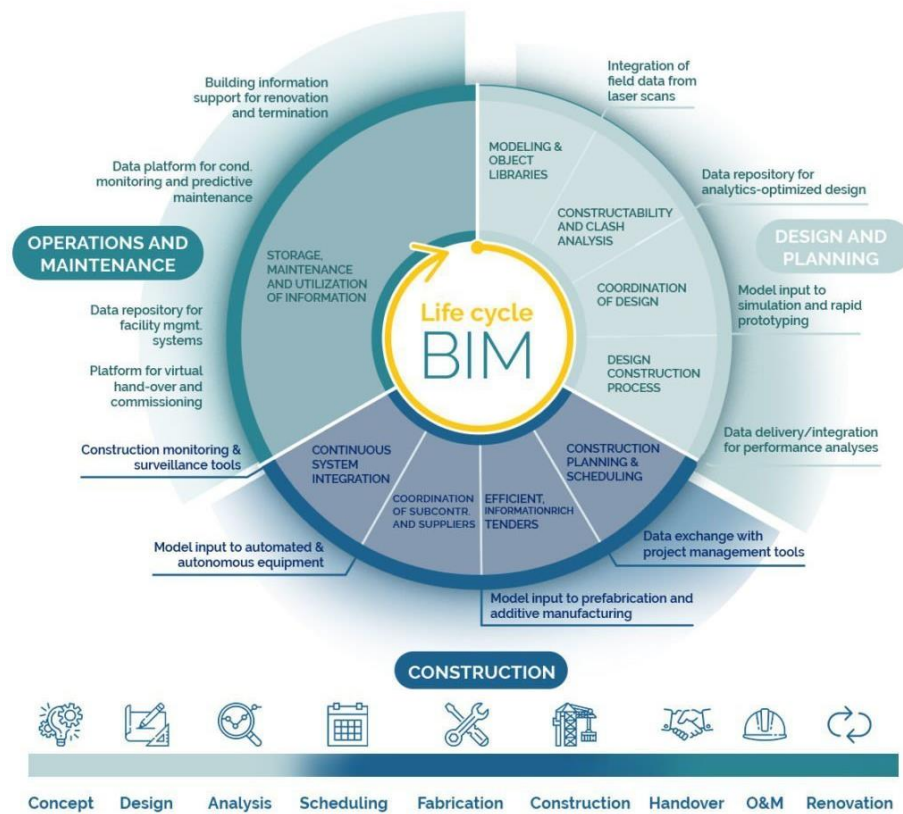 Building information
support for renovation
and termination
Integration of
field data from
laser scans
MODELING &
OBJECT
LIBRARIES
Data platform for cond.
monitoring and predictive
maintenance
Data repository for
analytics-optimized design
CONSTRUCTABILITY
AND CLASH
ANALYSIS
OPERATIONS AND
MAINTENANCE
DESIGN AND
PLANNING
STORAGE,
MAINTENANCE
AND UTILIZATION
OF INFORMATION
COORDINATION
OF DESIGN
Life cycle
BIM
Data repository for
facility mgmt.
systems
Model input to
simulation and rapid
prototyping
Platform for virtual
hand-over and
commissioning
DESIGN
CONSTRUCTION
PROCESS
Construction monitoring &
surveillance tools
Data delivery/integration
for performance analyses
CONTINUOUS
SYSTEM
INTEGRATION
CONSTRUCTION
PLANNING &
SCHEDULING
COORDINATION
OF SUBCONTR.
AND SUPPLIERS
EFFICIENT,
INFORMATIONRICH
TENDERS
Model input to automated &
autonomous equipment
Data exchange with
project management tools
Model input to prefabrication and
additive manufacturing
CONSTRUCTION
Concept Design Analysis Scheduling Fabrication Construction Handover O&M Renovation